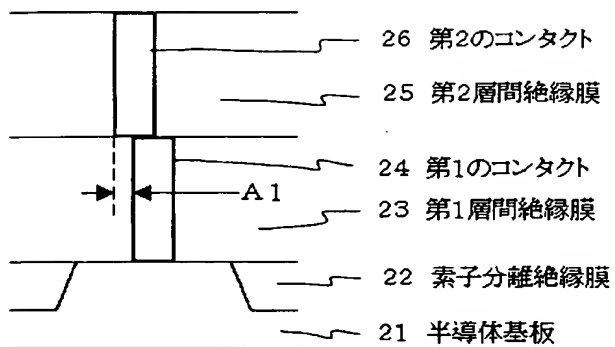 26 第2のコンタクト
25 第2層間絶縁膜
24 第1のコンタクト
A1
23 第1層間絶縁膜
22 素子分離絶縁膜
21 半導体基板